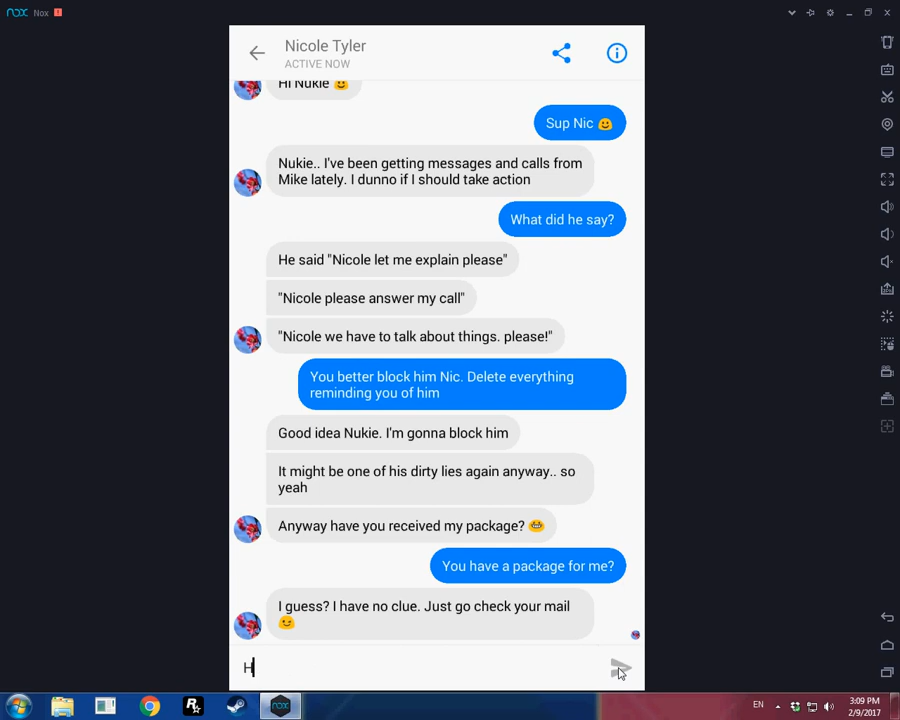 nox Nox
Nicole Tyler
ACTIVE NOW
Hi Nukie
Sup Nic
Nukie.. I've been getting messages and calls from
Mike lately. I dunno if I should take action
What did he say?
He said "Nicole let me explain please"
"Nicole please answer my call"
"Nicole we have to talk about things. please!"
You better block him Nic. Delete everything
reminding you of him
Good idea Nukie. I'm gonna block him
It might be one of his dirty lies again anyway.. so
yeah
Anyway have you received my package?
You have a package for me?
I guess? I have no clue. Just go check your mail
H
EN
3:09 PM
2/9/2017